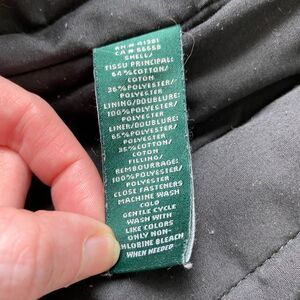 RN # 41381
CA # 56658
SHELL/
TISSU PRINCIPAL:
64%COTTON/
COTON
36%POLYESTER/
POLYESTER
LINING/DOUBLURE:
100%POLYESTER/
POLYESTER
LINER/DOUBLURE:
65%POLYESTER/
POLYESTER
35%COTTON/
COTON
FILLING/
REMBOURRAGE:
100%POLYESTER/
POLYESTER
CLOSE FASTENERS
MACHINE WASH
COLD
GENTLE CYCLE
WASH WITH
LIKE COLORS
ONLY NON-
CHLORINE BLEACH
WHEN NEEDED